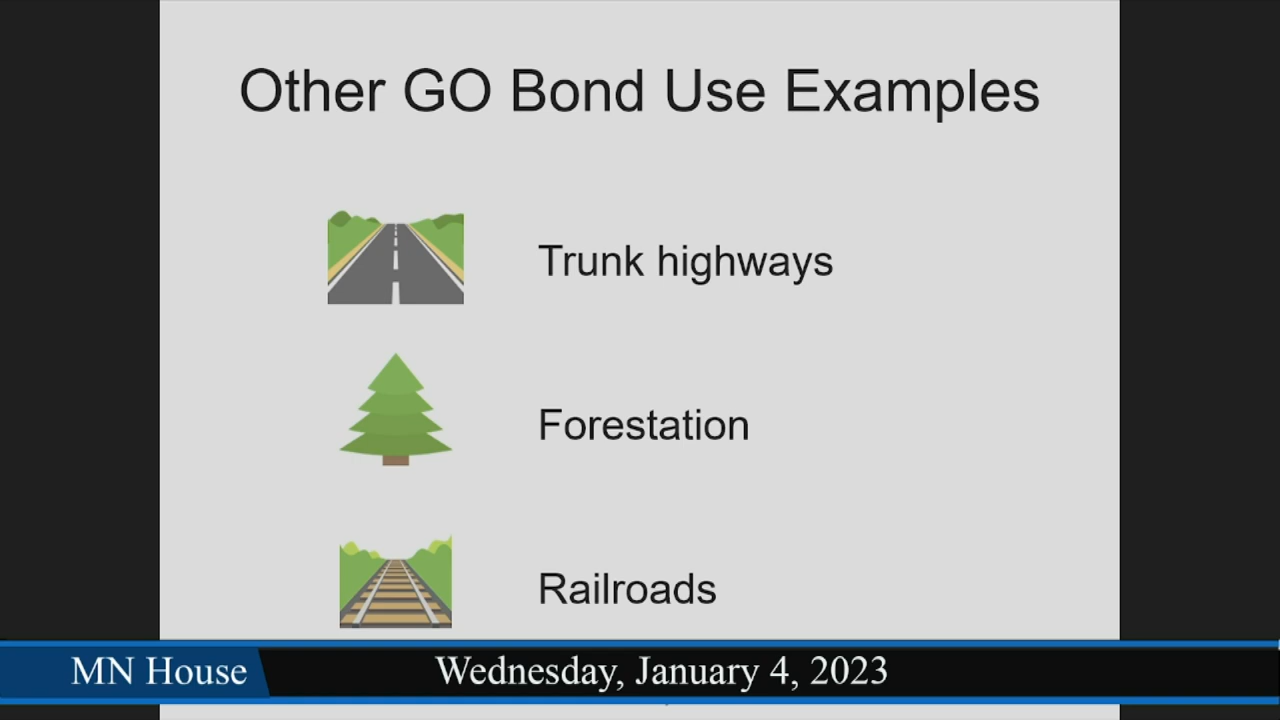 Other GO Bond Use Examples
Trunk highways
Forestation
Railroads
MN House
Wednesday, January 4, 2023